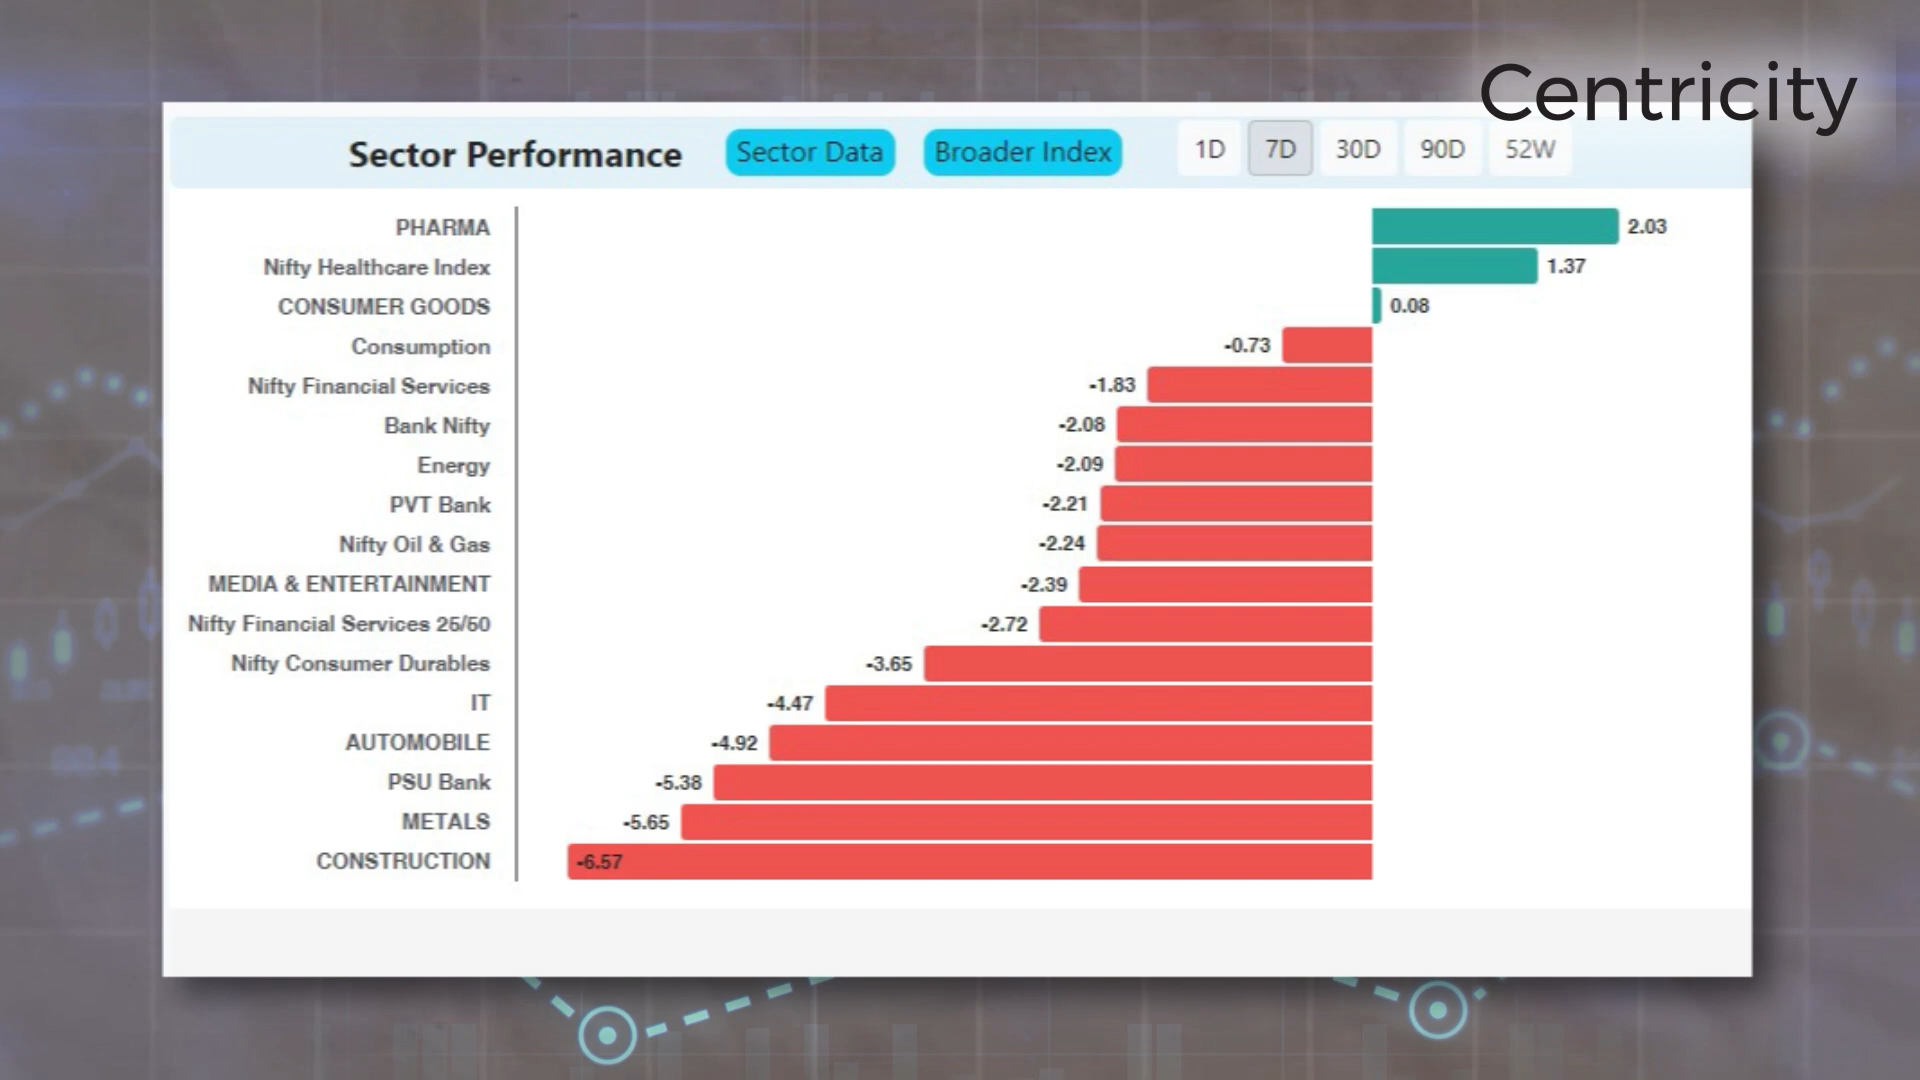 Centricity
Sector Performance Sector Data Broader Index 1D 7D 30D 90D 52W
PHARMA 2.03
Nifty Healthcare Index 1.37
CONSUMER GOODS 0.08
Consumption -0.73
Nifty Financial Services -1.83
Bank Nifty -2.08
Energy -2.09
PVT Bank -2.21
Nifty Oil & Gas -2.24
MEDIA & ENTERTAINMENT -2.39
Nifty Financial Services 25/50 -2.72
Nifty Consumer Durables -3.65
IT -4.47
AUTOMOBILE -4.92
PSU Bank -5.38
METALS -5.65
CONSTRUCTION -6.57